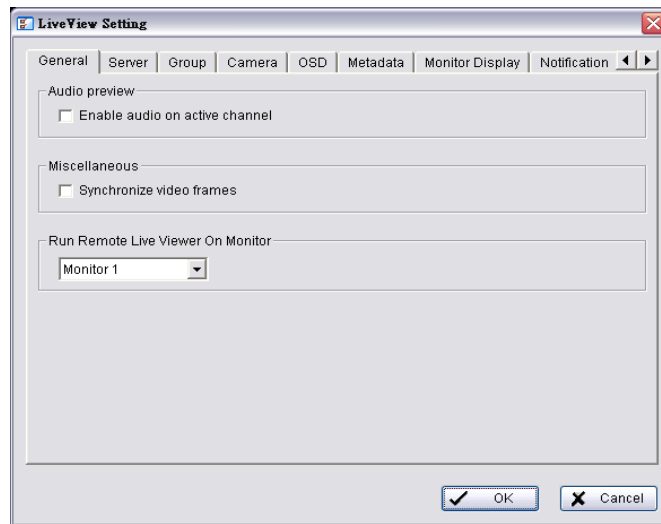 LiveView Setting
General Server Group Camera OSD Metadata Monitor Display Notification
Audio preview
Enable audio on active channel
Miscellaneous
Synchronize video frames
Run Remote Live Viewer On Monitor
Monitor 1
OK Cancel